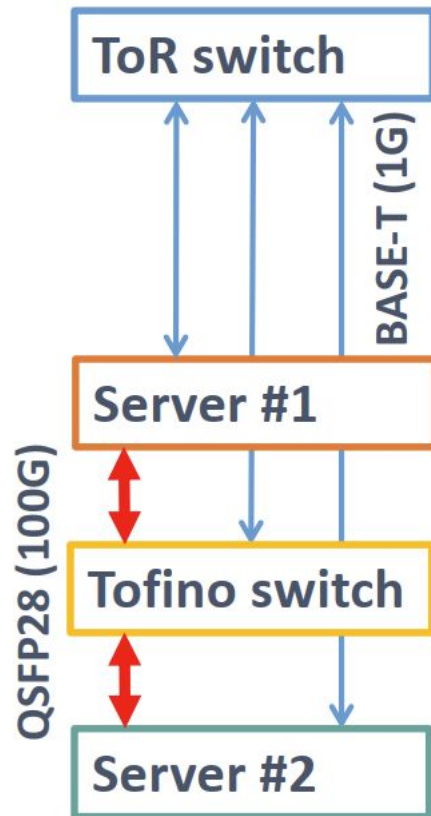 ToR switch
BASE-T (1G)
Server #1
QSFP28 (100G)
Tofino switch
Server #2